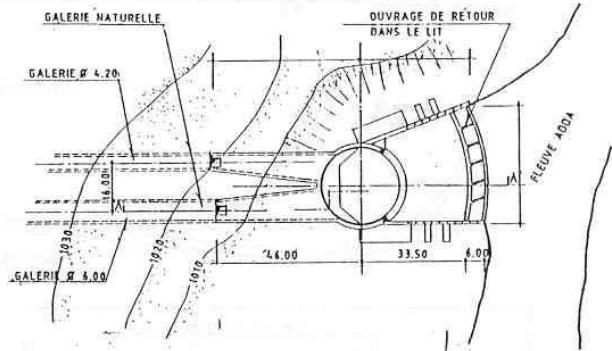 GALERIE NATURELLE
OUVRAGE DE RETOUR
DANS LE LIT
GALERIE Ø 4.20
FLEUVE ADDA
16.00
GALERIE Ø 6,00
1030
1020
1010
46.00
33.50
6.00